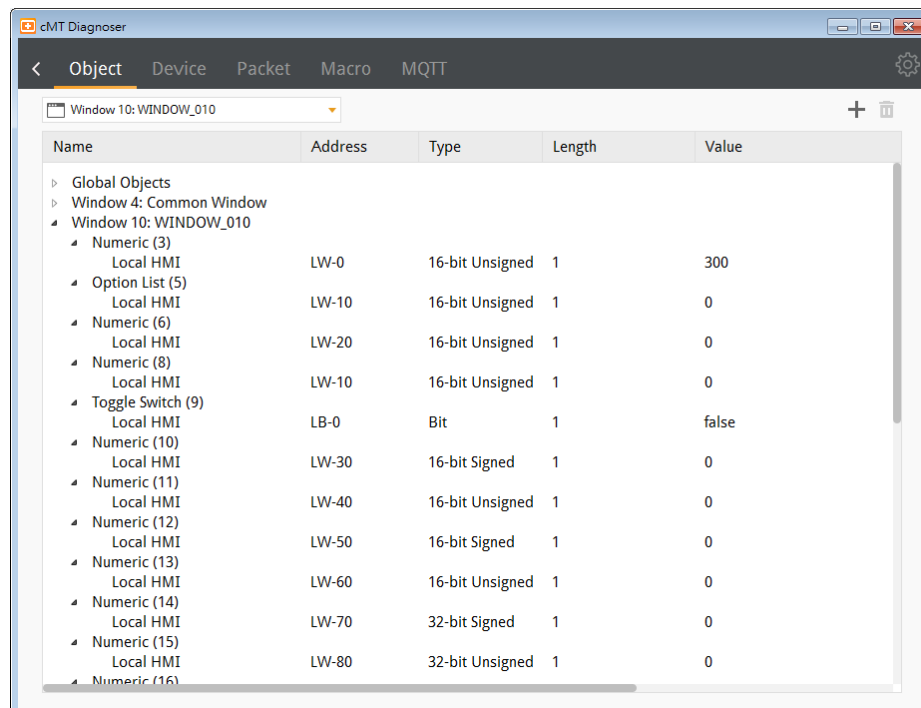 cMT Diagnoser
Object Device Packet Macro MQTT
Window 10: WINDOW_010
Name Address Type Length Value
Global Objects
Window 4: Common Window
Window 10: WINDOW_010
Numeric (3)
Local HMI LW-0 16-bit Unsigned 1 300
Option List (5)
Local HMI LW-10 16-bit Unsigned 1 0
Numeric (6)
Local HMI LW-20 16-bit Unsigned 1 0
Numeric (8)
Local HMI LW-10 16-bit Unsigned 1 0
Toggle Switch (9)
Local HMI LB-0 Bit 1 false
Numeric (10)
Local HMI LW-30 16-bit Signed 1 0
Numeric (11)
Local HMI LW-40 16-bit Unsigned 1 0
Numeric (12)
Local HMI LW-50 16-bit Signed 1 0
Numeric (13)
Local HMI LW-60 16-bit Unsigned 1 0
Numeric (14)
Local HMI LW-70 32-bit Signed 1 0
Numeric (15)
Local HMI LW-80 32-bit Unsigned 1 0
Numeric (16)